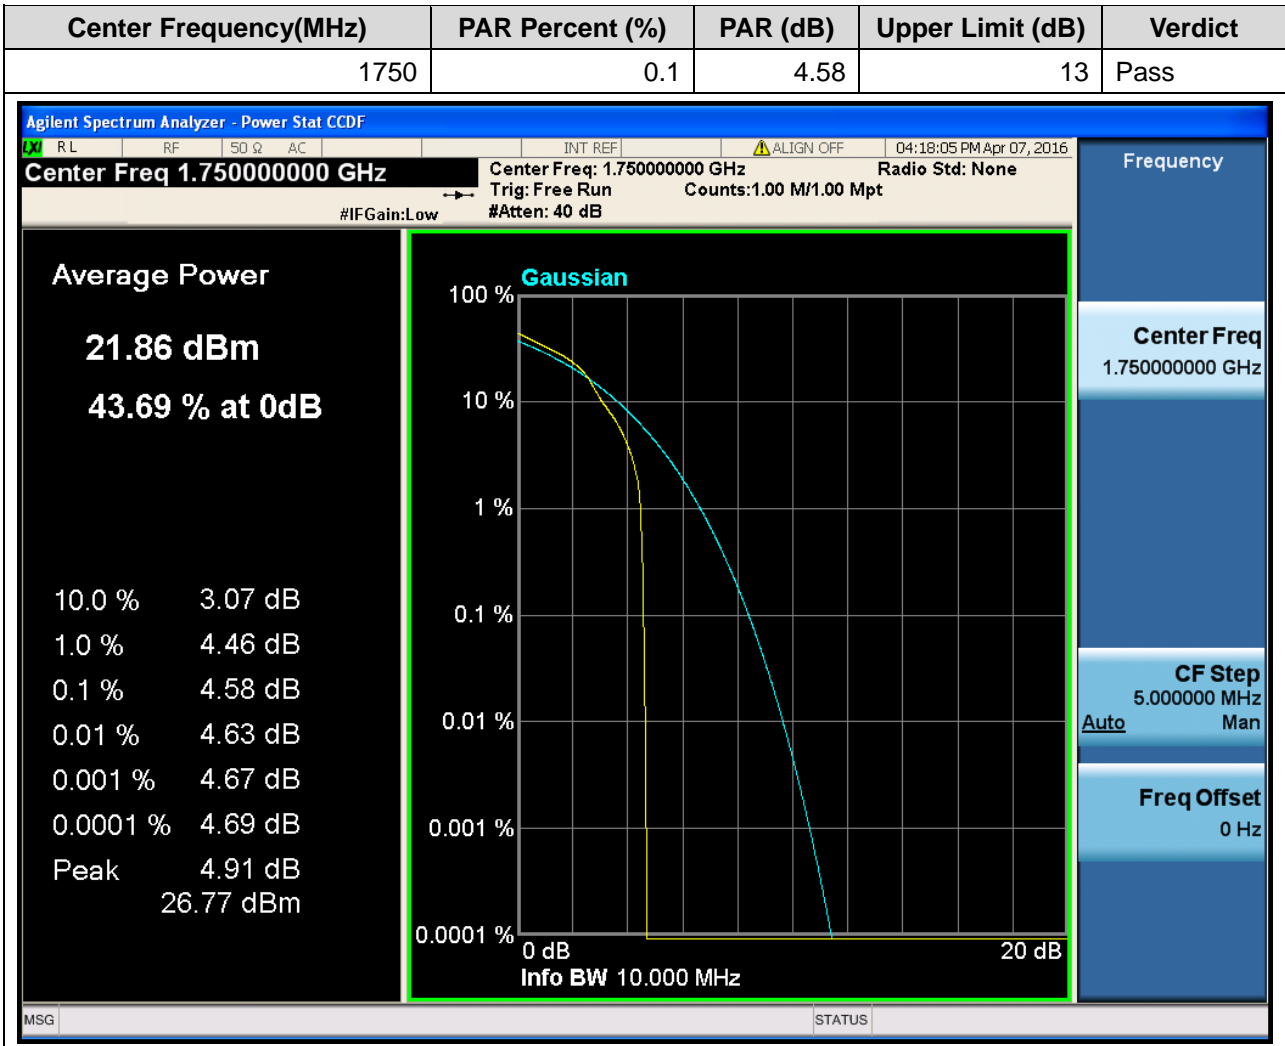 Center Frequency(MHz) PAR Percent (%) PAR (dB) Upper Limit (dB) Verdict
1750 0.1 4.58 13 Pass
Agilent Spectrum Analyzer - Power Stat CCDF
LXI RL RF 50 Ω AC INT REF ALIGN OFF 04:18:05 PM Apr 07, 2016
Center Freq 1.750000000 GHz
Center Freq: 1.750000000 GHz Radio Std: None
Trig: Free Run Counts:1.00 M/1.00 Mpt
#IFGain:Low #Atten: 40 dB
Average Power
21.86 dBm
43.69 % at 0dB
10.0 % 3.07 dB
1.0 % 4.46 dB
0.1 % 4.58 dB
0.01 % 4.63 dB
0.001 % 4.67 dB
0.0001 % 4.69 dB
Peak 4.91 dB
26.77 dBm
Gaussian
100 %
10 %
1 %
0.1 %
0.01 %
0.001 %
0.0001 %
0 dB 20 dB
Info BW 10.000 MHz
Frequency
Center Freq
1.750000000 GHz
CF Step
5.000000 MHz
Auto Man
Freq Offset
0 Hz
MSG STATUS